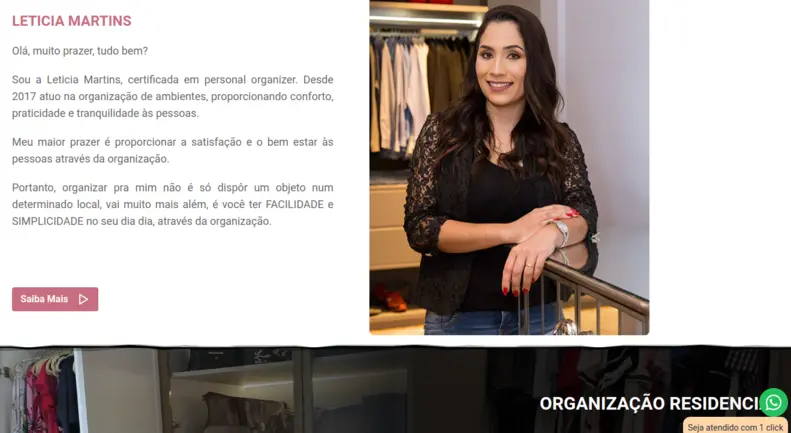 LETICIA MARTINS
Olá, muito prazer, tudo bem?
Sou a Leticia Martins, certificada em personal organizer. Desde
2017 atuo na organização de ambientes, proporcionando conforto,
praticidade e tranquilidade às pessoas.
Meu maior prazer é proporcionar a satisfação e o bem estar às
pessoas através da organização.
Portanto, organizar pra mim não é só dispôr um objeto num
determinado local, vai muito mais além, é você ter FACILIDADE e
SIMPLICIDADE no seu dia dia, através da organização.
Saiba Mais
ORGANIZAÇÃO RESIDENCI
Seja atendido com 1 click